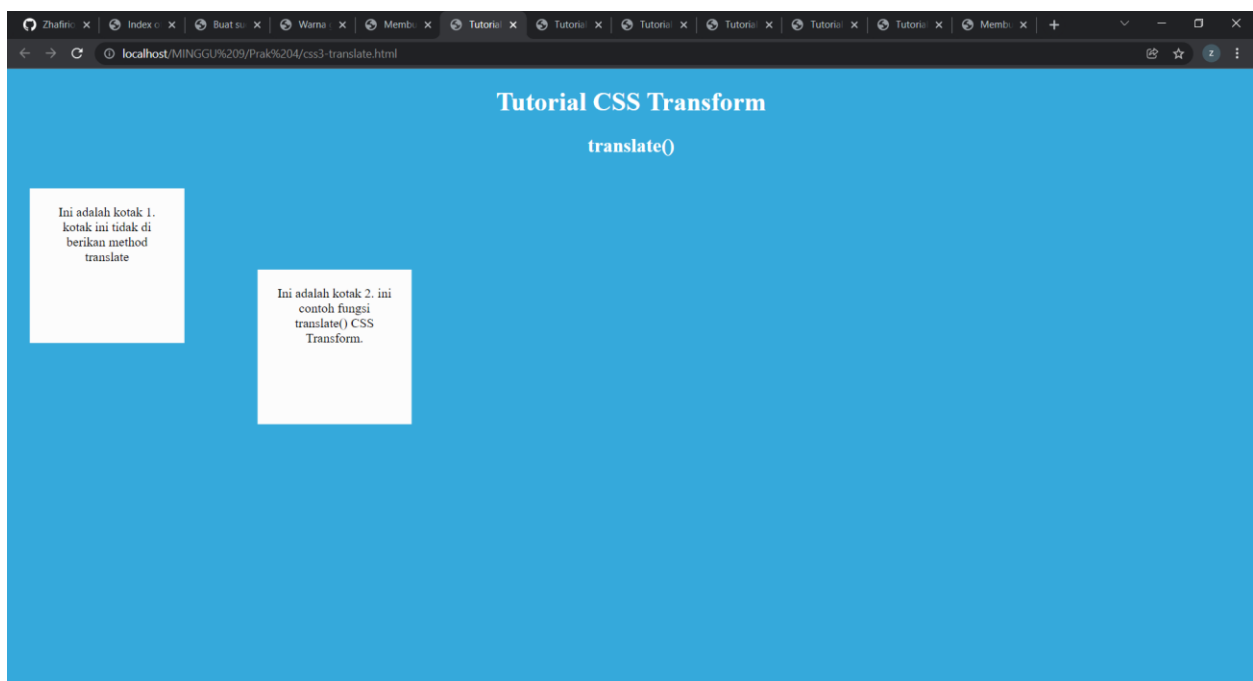 Zhafiric
Index o
Buat su
Warna (
Membu
Tutorial
Tutorial
Tutorial
Tutorial
Tutorial
Tutorial
Membu
localhost/MINGGU%209/Prak%204/css3-translate.html
z
Tutorial CSS Transform
translate()
Ini adalah kotak 1.
kotak ini tidak di
berikan method
translate
Ini adalah kotak 2. ini
contoh fungsi
translate() CSS
Transform.